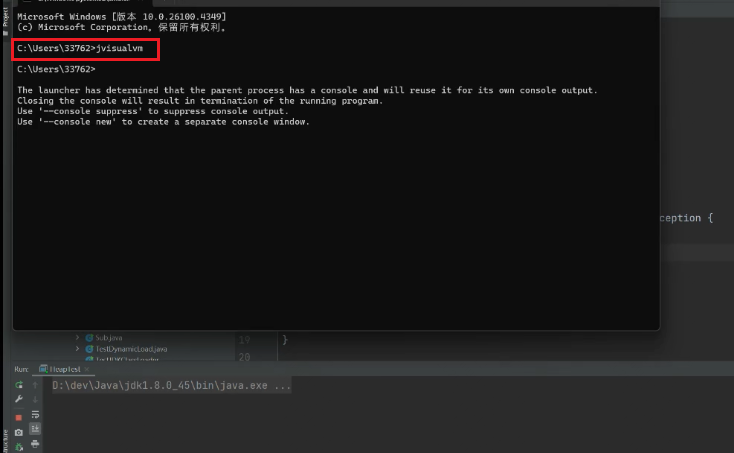 Project
Microsoft Windows [版本 10.0.26100.4349]
(c) Microsoft Corporation。保留所有权利。
C:\Users\33762>jvisualvm
C:\Users\33762>
The launcher has determined that the parent process has a console and will reuse it for its own console output.
Closing the console will result in termination of the running program.
Use '--console suppress' to suppress console output.
Use '--console new' to create a separate console window.
ception {
Sub.java
19 }
TestDynamicLoad.java
20
Run: HeapTest
D:\dev\Java\jdk1.8.0_45\bin\java.exe ...